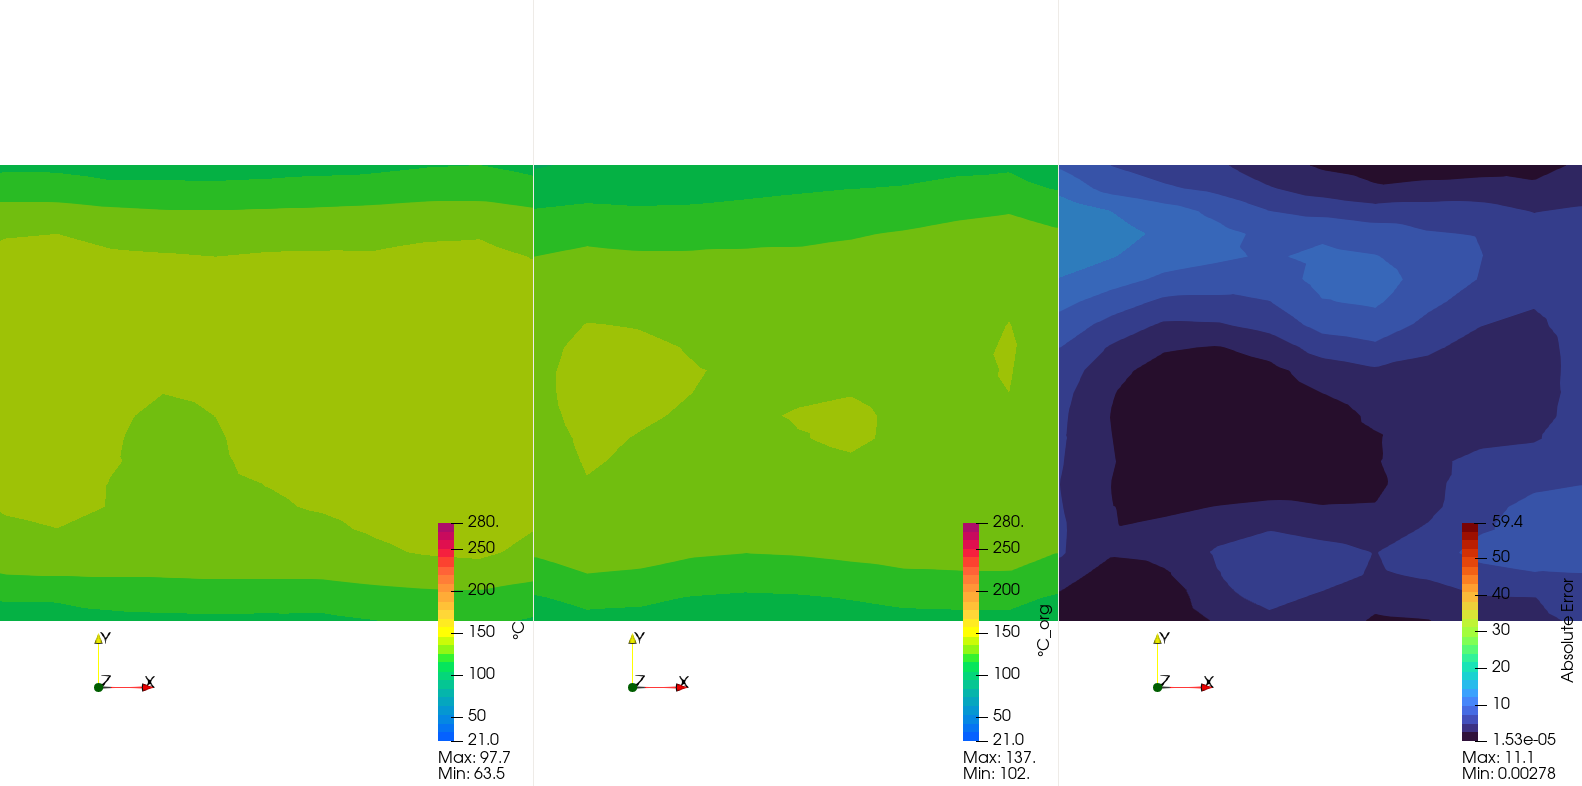 280.
250
200
150
100
50
21.0
°C
Max: 97.7
Min: 63.5
Y
Z
X
280.
250
200
150
100
50
21.0
°C_org
Max: 137.
Min: 102.
Y
Z
X
59.4
50
40
30
20
10
1.53e-05
Absolute Error
Max: 11.1
Min: 0.00278
Y
Z
X